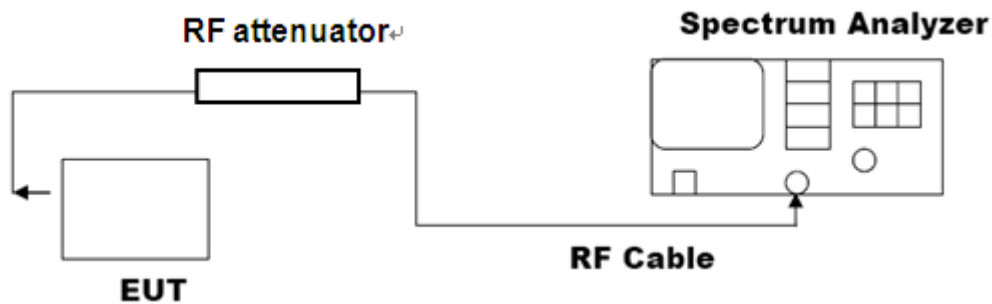 Spectrum Analyzer
RF attenuator↵
RF Cable
EUT